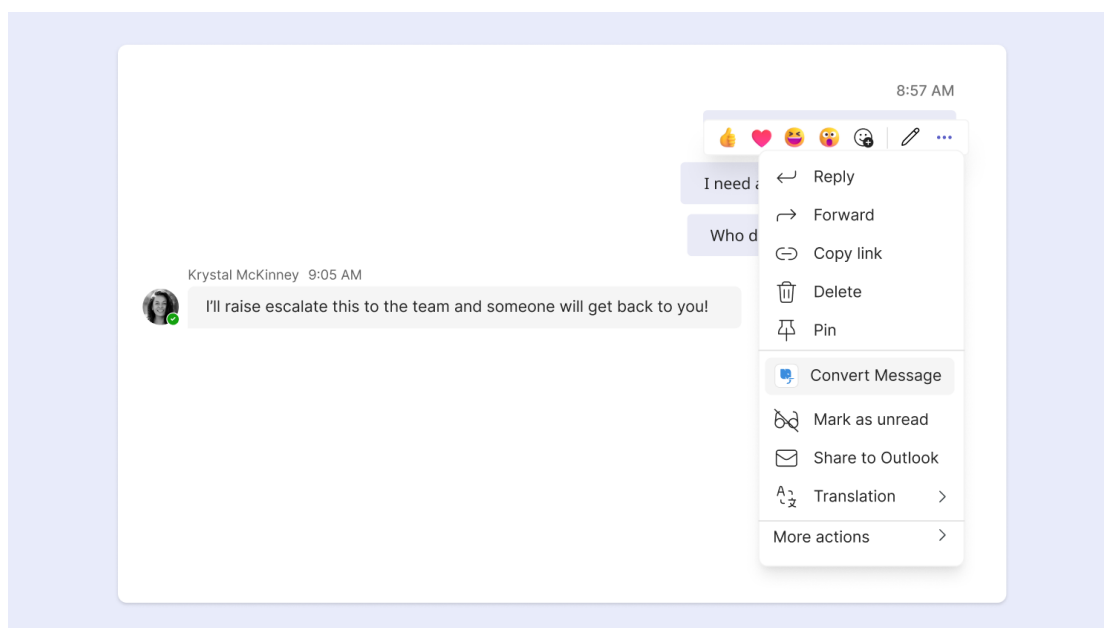 8:57 AM
I need
Who d
Krystal McKinney 9:05 AM
I'll raise escalate this to the team and someone will get back to you!
Reply
Forward
Copy link
Delete
Pin
Convert Message
Mark as unread
Share to Outlook
Translation
More actions